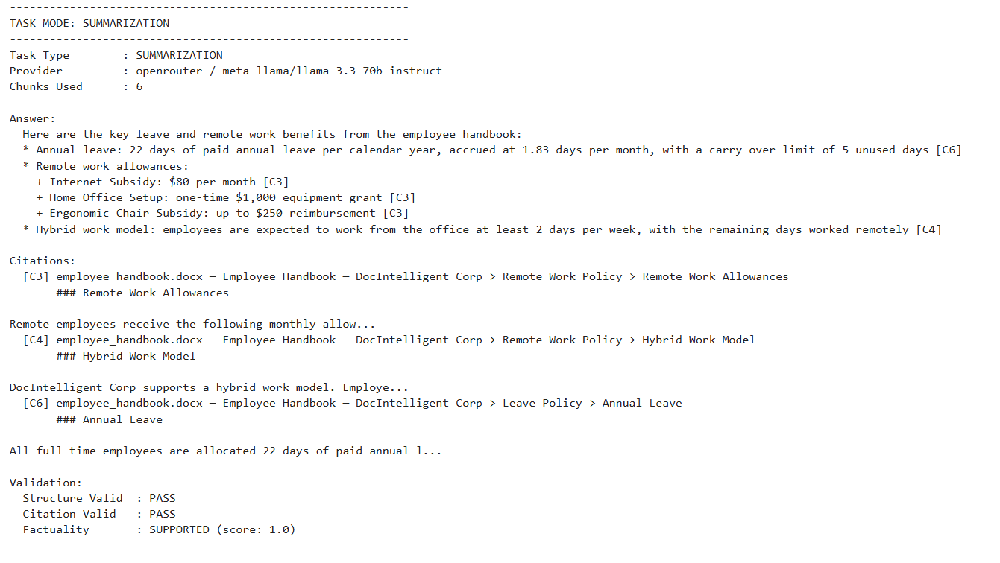 ------------------------------------------------------------
TASK MODE: SUMMARIZATION
------------------------------------------------------------
Task Type        : SUMMARIZATION
Provider         : openrouter / meta-llama/llama-3.3-70b-instruct
Chunks Used      : 6

Answer:
  Here are the key leave and remote work benefits from the employee handbook:
  * Annual leave: 22 days of paid annual leave per calendar year, accrued at 1.83 days per month, with a carry-over limit of 5 unused days [C6]
  * Remote work allowances:
    + Internet Subsidy: $80 per month [C3]
    + Home Office Setup: one-time $1,000 equipment grant [C3]
    + Ergonomic Chair Subsidy: up to $250 reimbursement [C3]
  * Hybrid work model: employees are expected to work from the office at least 2 days per week, with the remaining days worked remotely [C4]

Citations:
  [C3] employee_handbook.docx — Employee Handbook — DocIntelligent Corp > Remote Work Policy > Remote Work Allowances
       ### Remote Work Allowances

Remote employees receive the following monthly allow...
  [C4] employee_handbook.docx — Employee Handbook — DocIntelligent Corp > Remote Work Policy > Hybrid Work Model
       ### Hybrid Work Model

DocIntelligent Corp supports a hybrid work model. Employe...
  [C6] employee_handbook.docx — Employee Handbook — DocIntelligent Corp > Leave Policy > Annual Leave
       ### Annual Leave

All full-time employees are allocated 22 days of paid annual l...

Validation:
  Structure Valid  : PASS
  Citation Valid   : PASS
  Factuality       : SUPPORTED (score: 1.0)